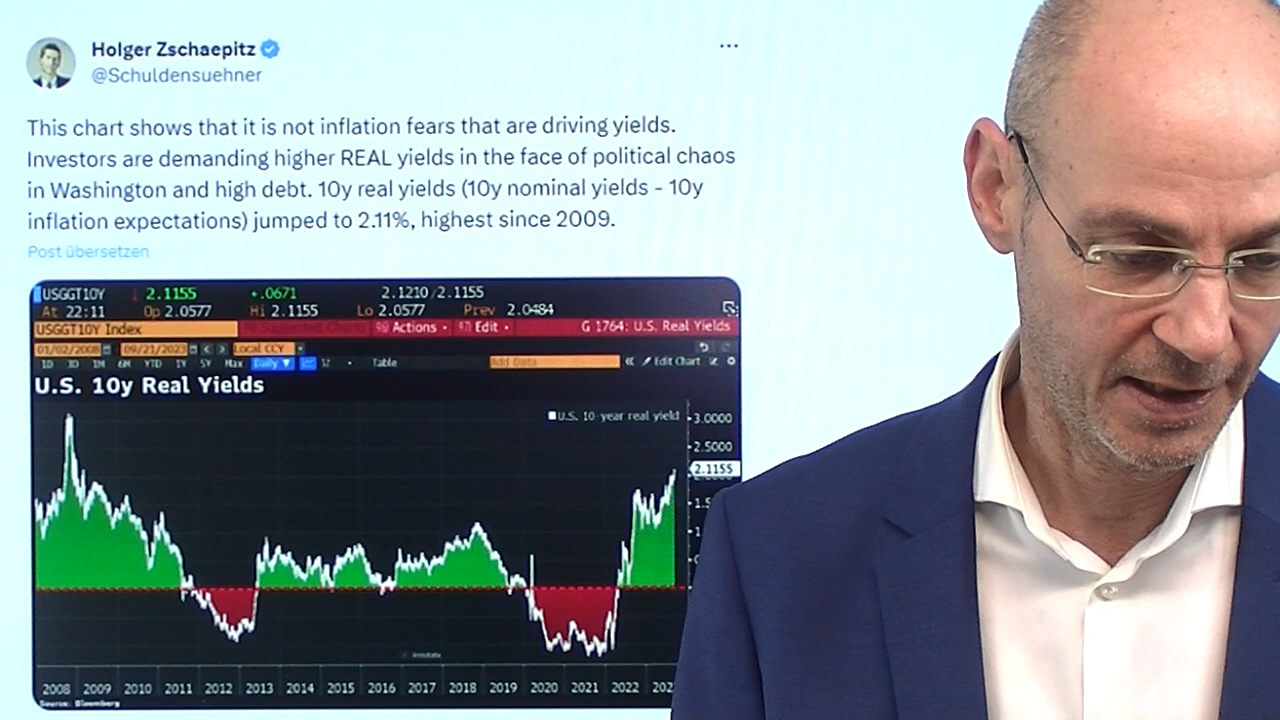 Holger Zschaepitz
@Schuldensuehner
This chart shows that it is not inflation fears that are driving yields.
Investors are demanding higher REAL yields in the face of political chaos
in Washington and high debt. 10y real yields (10y nominal yields - 10y
inflation expectations) jumped to 2.11%, highest since 2009.
Post übersetzen
USGGT10Y 2.1155 +.0671 2.1210/2.1155
At 22:11 Op 2.0577 Hi 2.1155 Lo 2.0577 Prev 2.0484
USGGT10Y Index Actions 97 Edit G 1764: U.S. Real Yields
01/02/2008 09/21/2023 Local CCY
1D 3D 1M 6M YTD 1Y 5Y Max Daily ▼ Table Add Data « Edit Chart
U.S. 10y Real Yields
U.S. 10-year real yield
3.0000
2.5000
2.1155
Annotate
2008 2009 2010 2011 2012 2013 2014 2015 2016 2017 2018 2019 2020 2021 2022
Source: Bloomberg